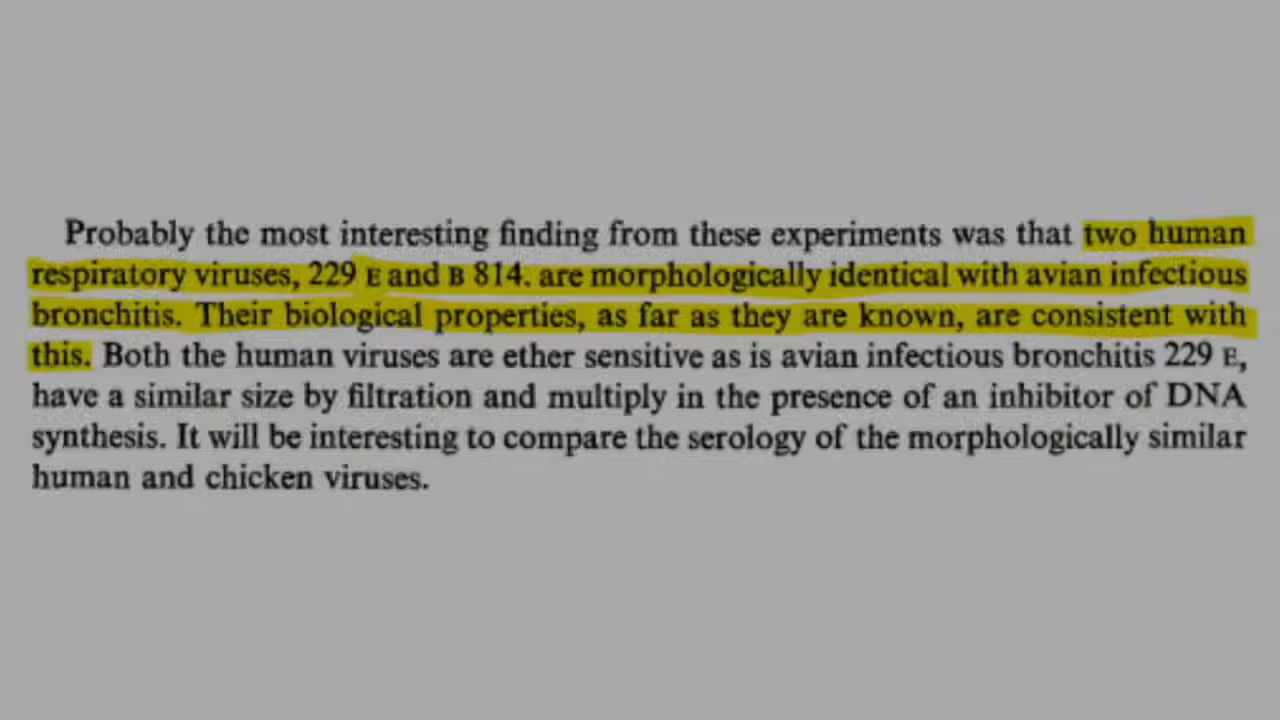 Probably the most interesting finding from these experiments was that two human
respiratory viruses, 229 E and B 814. are morphologically identical with avian infectious
bronchitis. Their biological properties, as far as they are known, are consistent with
this. Both the human viruses are ether sensitive as is avian infectious bronchitis 229 E,
have a similar size by filtration and multiply in the presence of an inhibitor of DNA
synthesis. It will be interesting to compare the serology of the morphologically similar
human and chicken viruses.